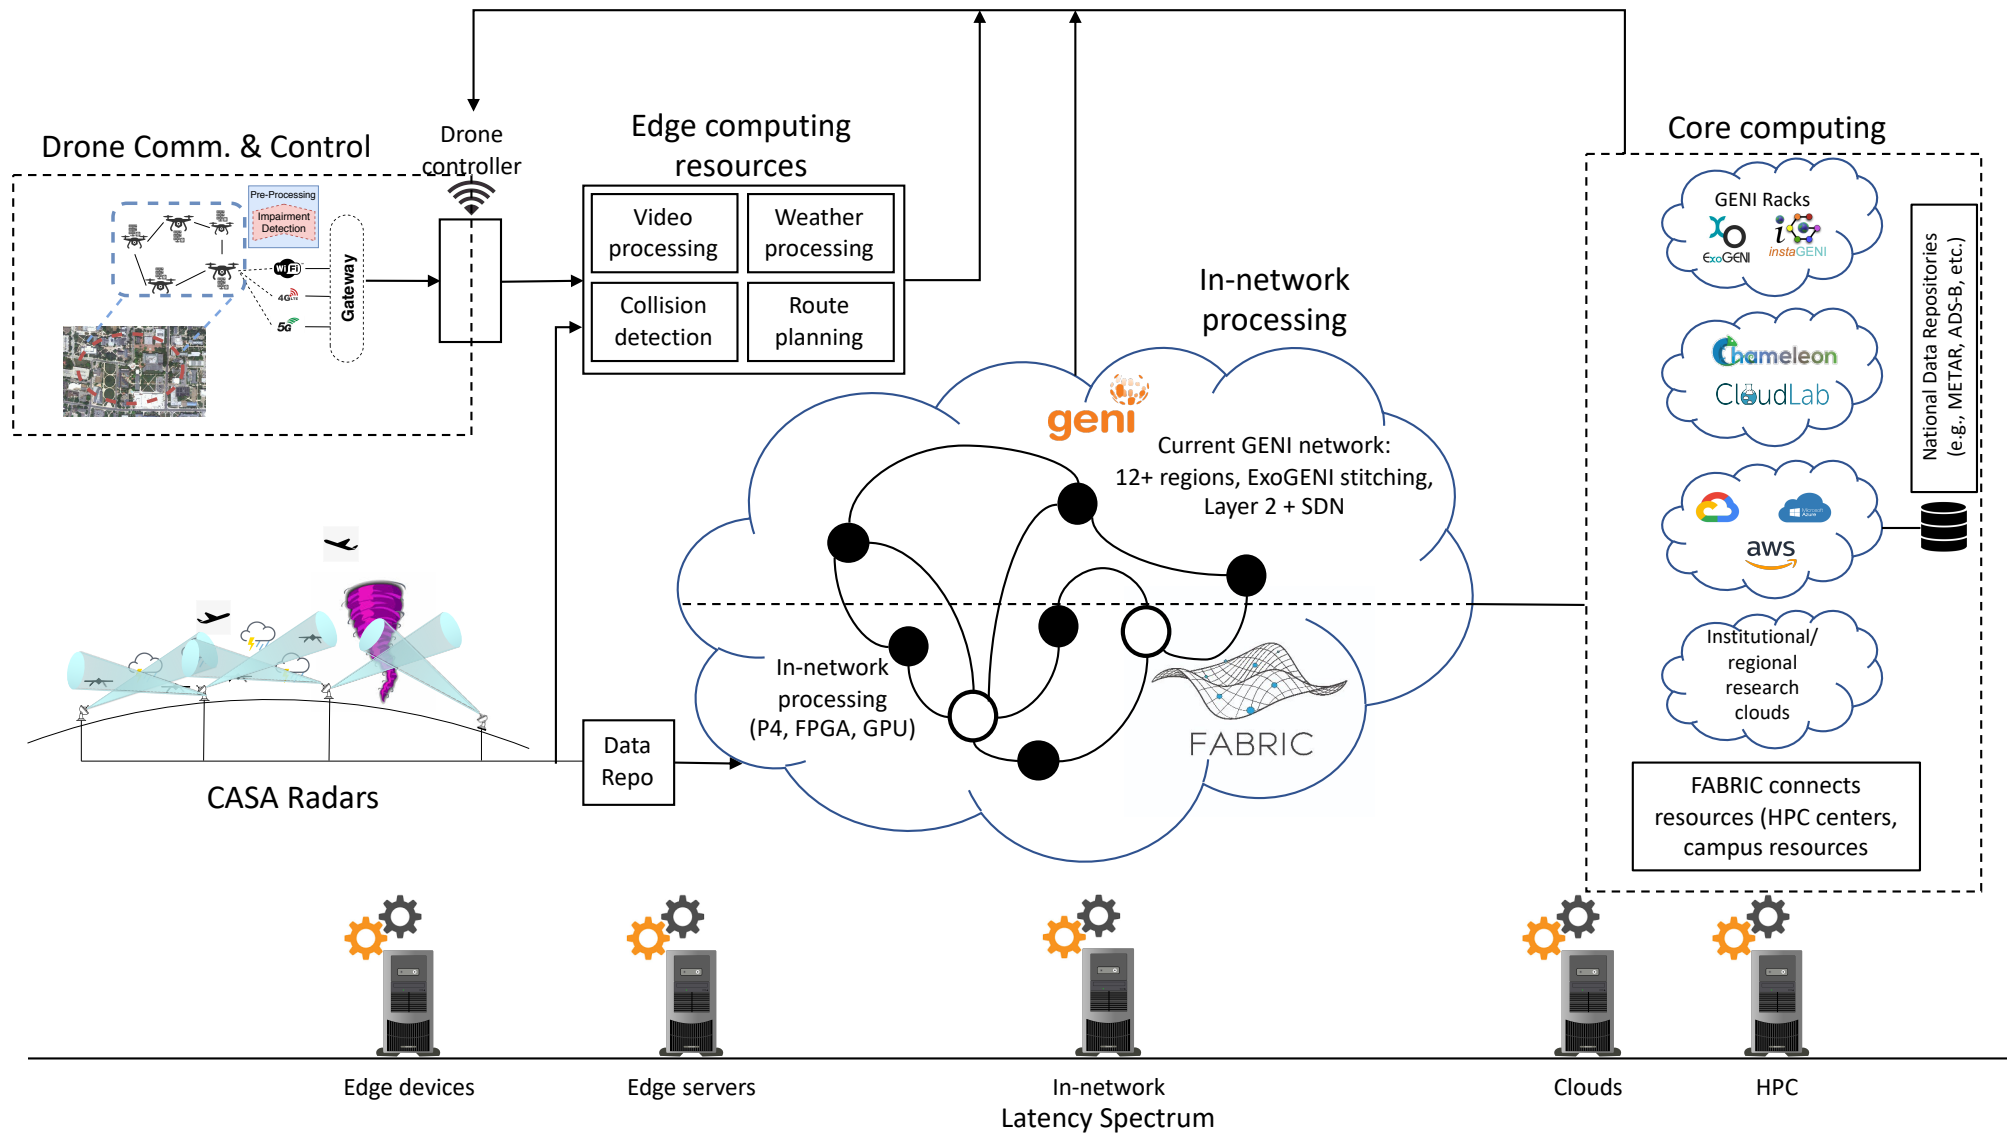 Drone Comm. & Control
Pre-Processing
Impairment
Detection
WiFi
4G LTE
5G
Gateway
Drone
controller
Edge computing
resources
Video
processing
Weather
processing
Collision
detection
Route
planning
In-network
processing
geni
Current GENI network:
12+ regions, ExoGENI stitching,
Layer 2 + SDN
In-network
processing
(P4, FPGA, GPU)
FABRIC
CASA Radars
Data
Repo
Core computing
GENI Racks
ExoGENI
instaGENI
Chameleon
CloudLab
Microsoft
Azure
aws
Institutional/
regional
research
clouds
National Data Repositories
(e.g., METAR, ADS-B, etc.)
FABRIC connects
resources (HPC centers,
campus resources
Edge devices
Edge servers
In-network
Clouds
HPC
Latency Spectrum